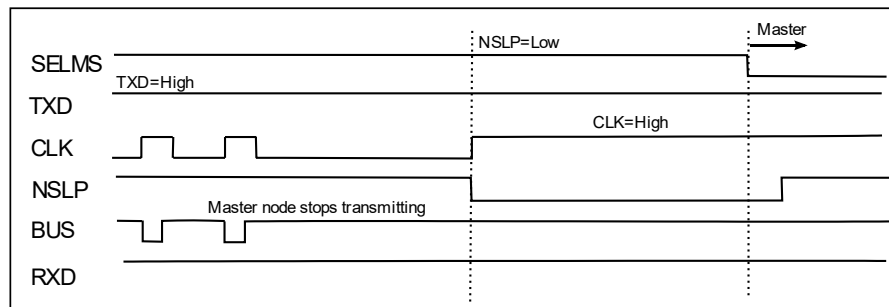 Master
NSLP=Low
SELMS
TXD=High
TXD
CLK=High
CLK
NSLP
Master node stops transmitting
BUS
RXD